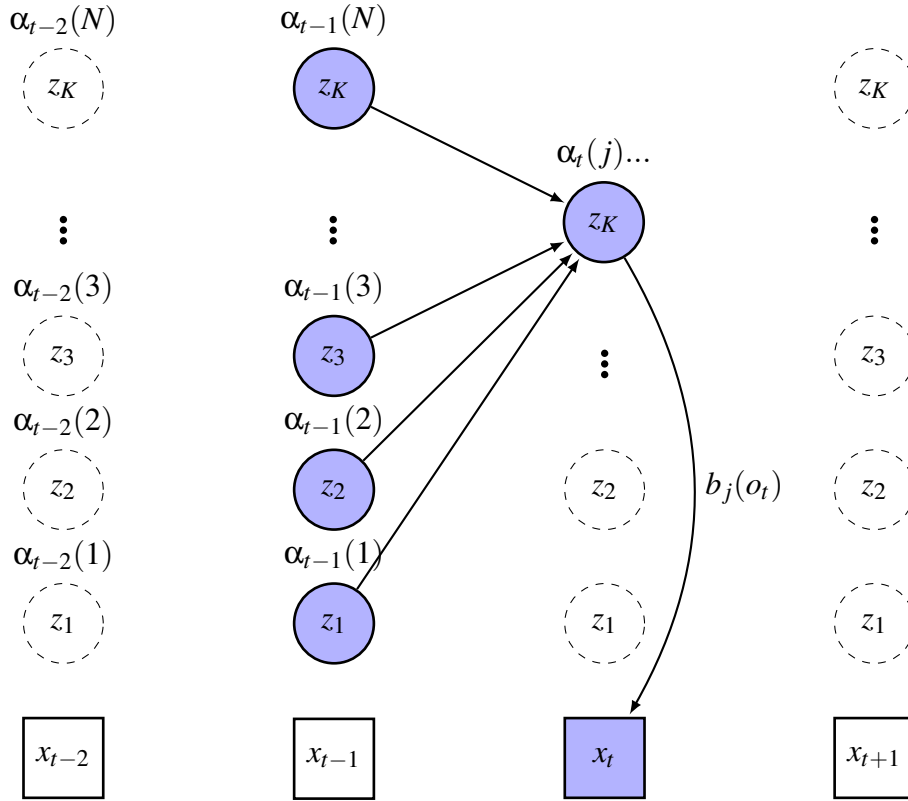 α_{t−2}(N) α_{t−1}(N)
z_K z_K z_K
α_t(j)...
⋮ ⋮ z_K ⋮
α_{t−2}(3) α_{t−1}(3)
z_3 z_3 ⋮ z_3
α_{t−2}(2) α_{t−1}(2)
z_2 z_2 z_2 b_j(o_t) z_2
α_{t−2}(1) α_{t−1}(1)
z_1 z_1 z_1 z_1
x_{t−2} x_{t−1} x_t x_{t+1}